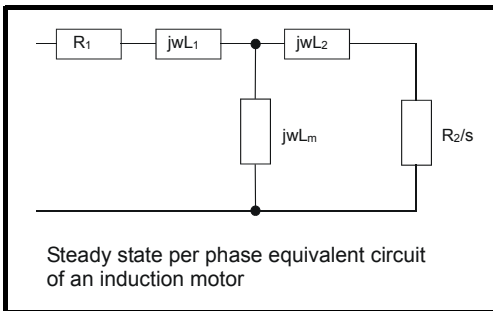 R₁ jwL₁ jwL₂
jwLₘ R₂/s
Steady state per phase equivalent circuit
of an induction motor